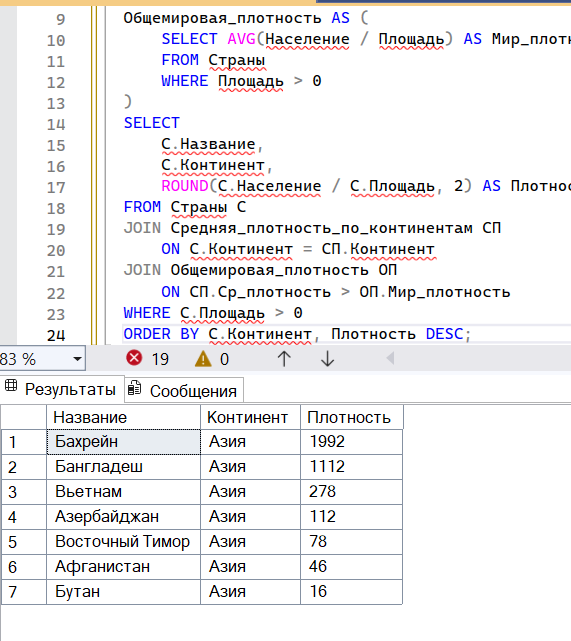 9 Общемировая_плотность AS (
10 SELECT AVG(Население / Площадь) AS Мир_плотн
11 FROM Страны
12 WHERE Площадь > 0
13 )
14 SELECT
15 С.Название,
16 С.Континент,
17 ROUND(С.Население / С.Площадь, 2) AS Плотнос
18 FROM Страны С
19 JOIN Средняя_плотность_по_континентам СП
20 ON С.Континент = СП.Континент
21 JOIN Общемировая_плотность ОП
22 ON СП.Ср_плотность > ОП.Мир_плотность
23 WHERE С.Площадь > 0
24 ORDER BY С.Континент, Плотность DESC;
83 % 19 0
Результаты Сообщения
Название Континент Плотность
1 Бахрейн Азия 1992
2 Бангладеш Азия 1112
3 Вьетнам Азия 278
4 Азербайджан Азия 112
5 Восточный Тимор Азия 78
6 Афганистан Азия 46
7 Бутан Азия 16